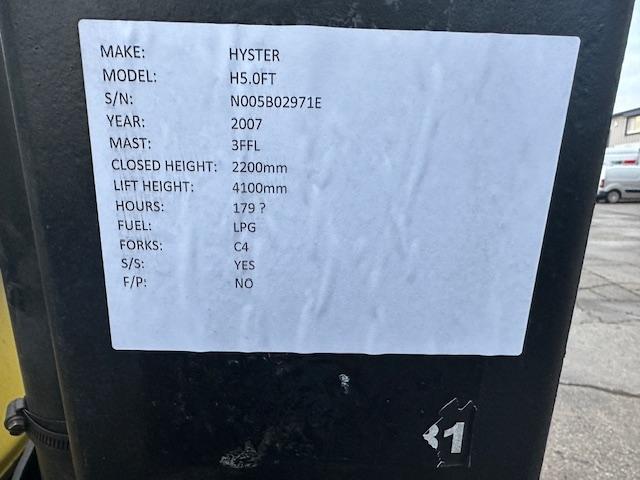 MAKE: HYSTER
MODEL: H5.0FT
S/N: N005B02971E
YEAR: 2007
MAST: 3FFL
CLOSED HEIGHT: 2200mm
LIFT HEIGHT: 4100mm
HOURS: 179 ?
FUEL: LPG
FORKS: C4
S/S: YES
F/P: NO
1